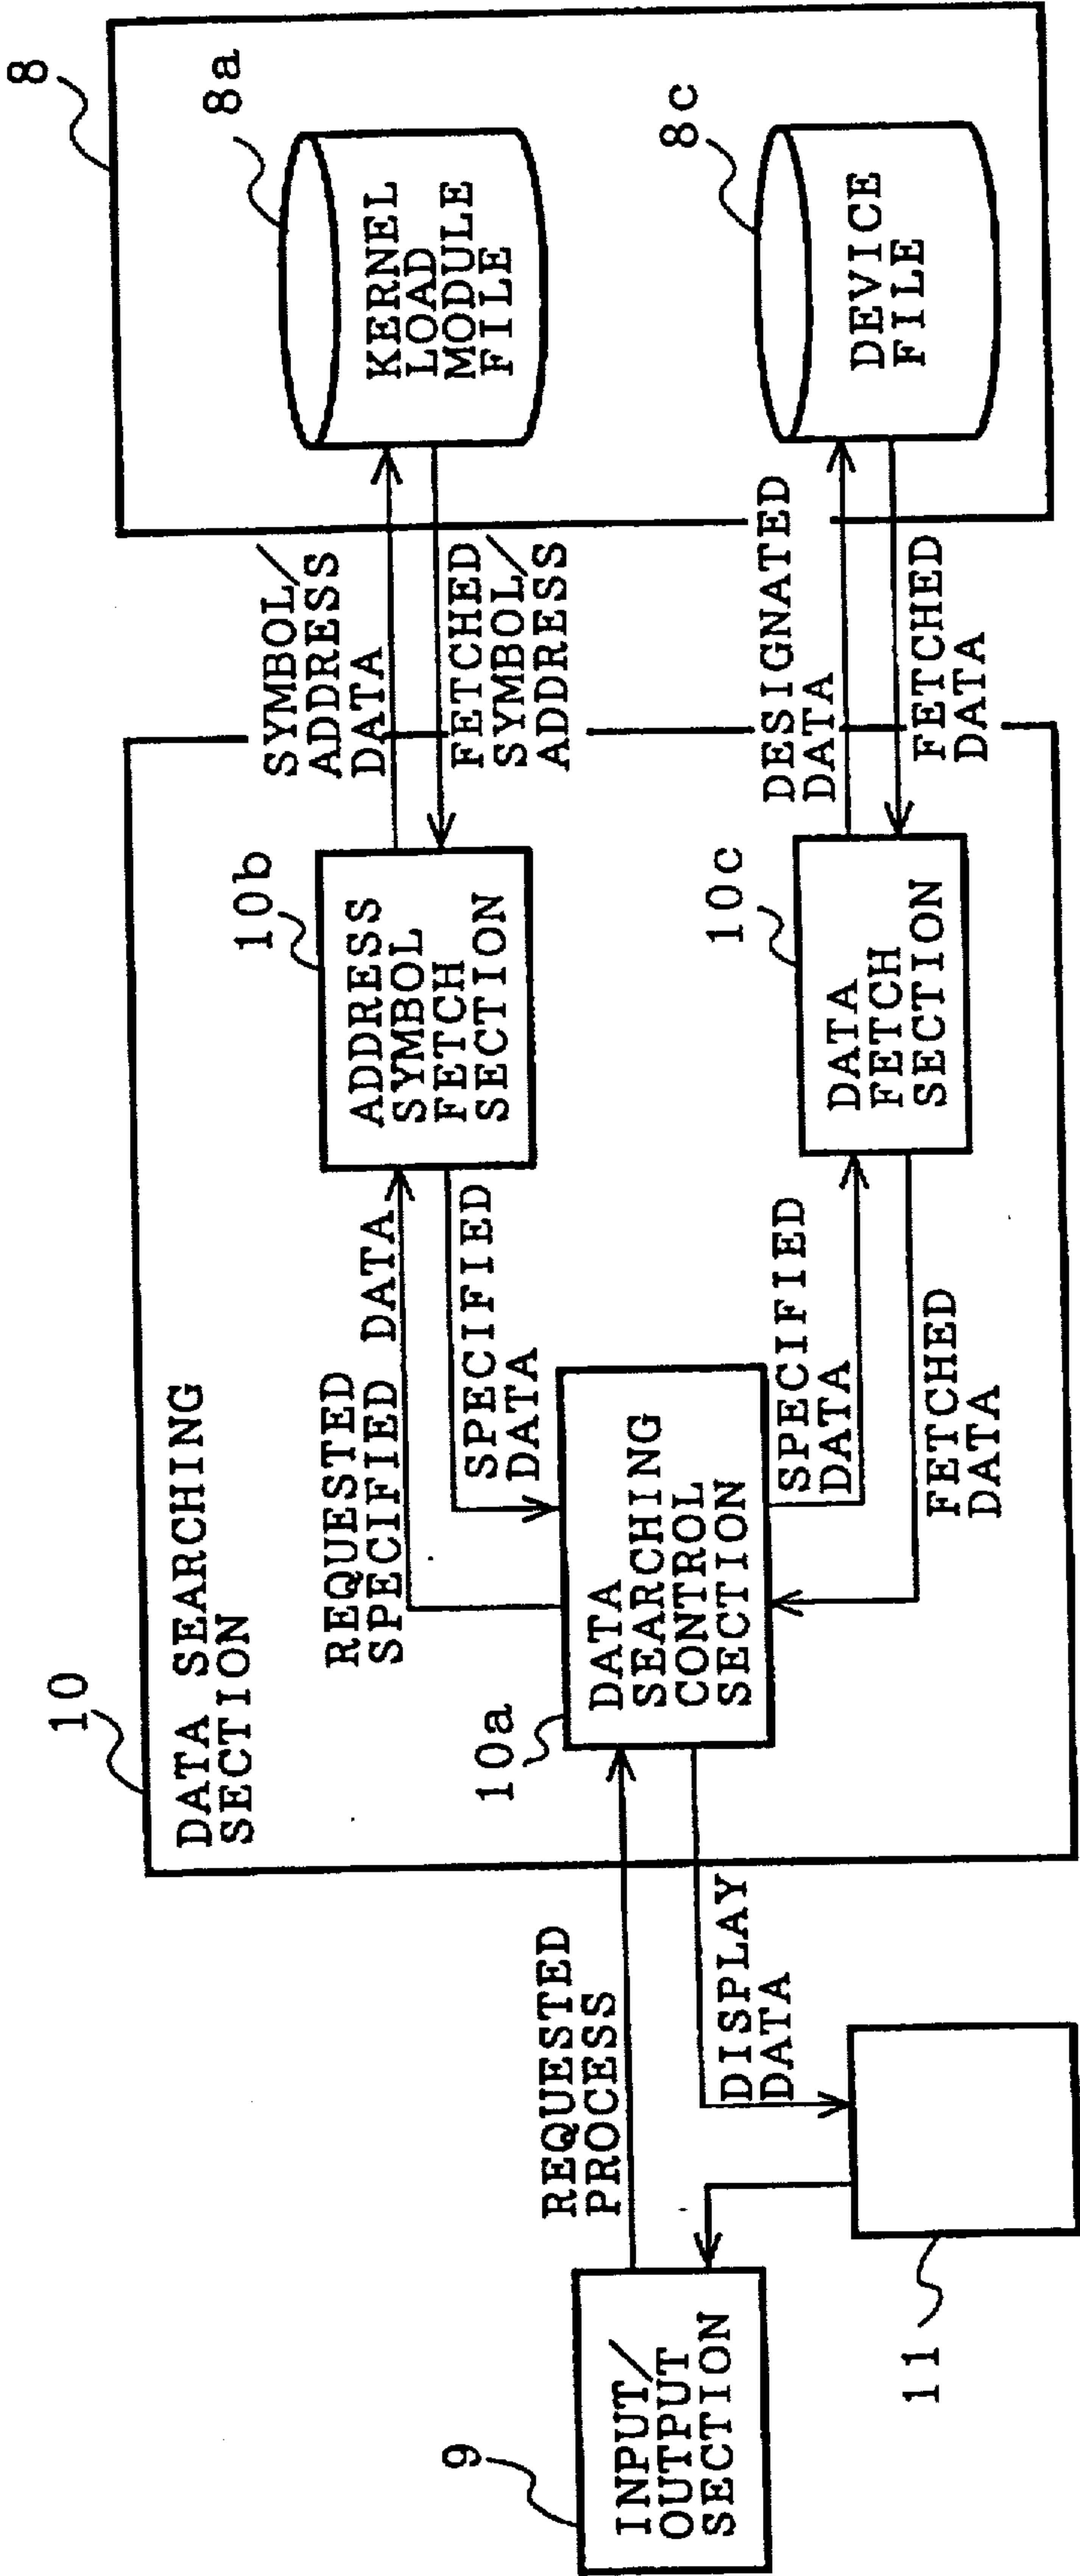 10
DATA SEARCHING
SECTION
8
8a
KERNEL
LOAD
MODULE
FILE
8c
DEVICE
FILE
SYMBOL/
ADDRESS
DATA
FETCHED
SYMBOL/
ADDRESS
DESIGNATED
DATA
FETCHED
DATA
10b
ADDRESS
SYMBOL
FETCH
SECTION
10c
DATA
FETCH
SECTION
REQUESTED
SPECIFIED DATA
SPECIFIED
DATA
SPECIFIED
DATA
FETCHED
DATA
10a
DATA
SEARCHING
CONTROL
SECTION
REQUESTED
PROCESS
DISPLAY
DATA
9
INPUT/
OUTPUT
SECTION
11